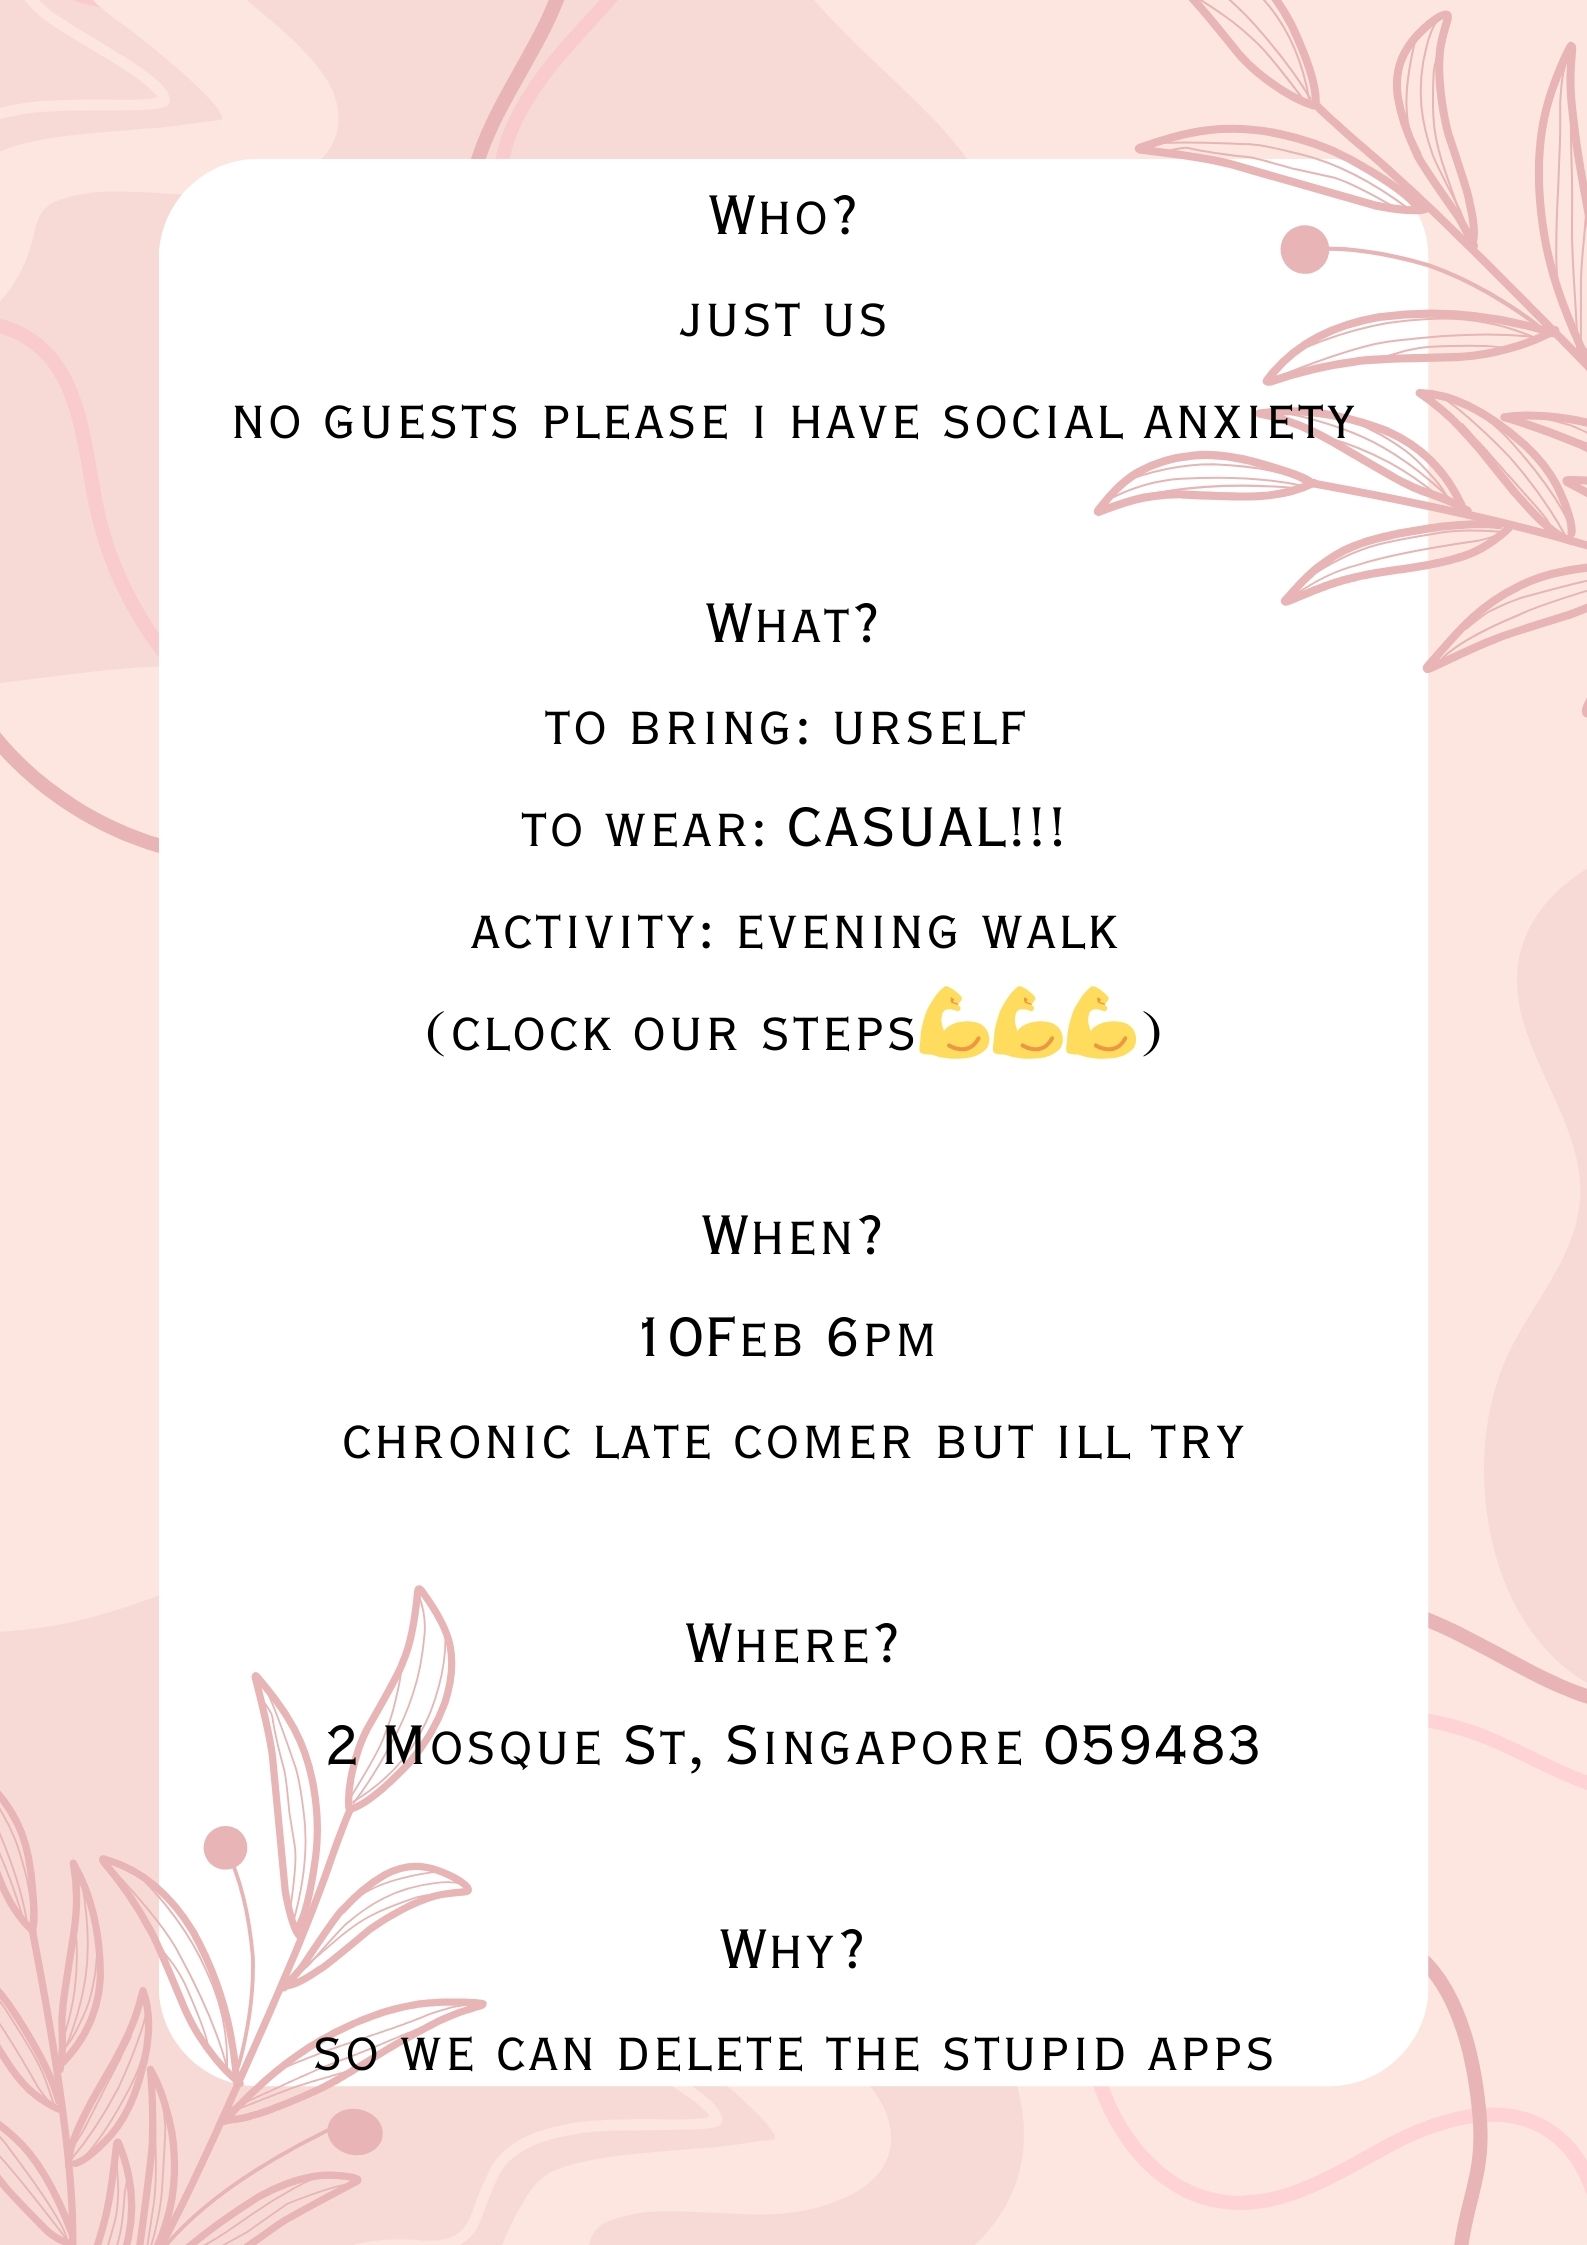 Who?
just us
no guests please i have social anxiety
What?
to bring: urself
to wear: CASUAL!!!
activity: evening walk
(clock our steps💪💪💪)
When?
10Feb 6pm
chronic late comer but ill try
Where?
2 Mosque St, Singapore 059483
Why?
so we can delete the stupid apps